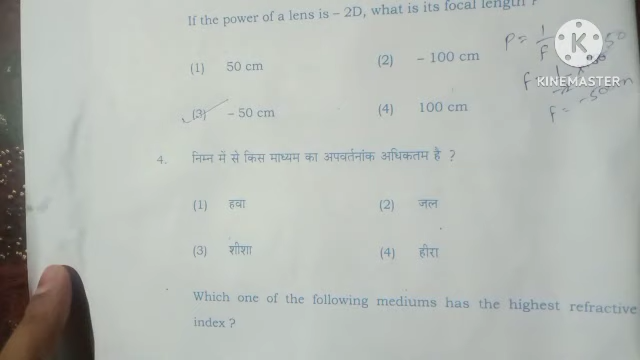 If the power of a lens is – 2D, what is its focal length ?
P = 1/f
(1) 50 cm (2) – 100 cm
KINEMASTER
(3) – 50 cm (4) 100 cm
f = -50
4. निम्न में से किस माध्यम का अपवर्तनांक अधिकतम है ?
(1) हवा (2) जल
(3) शीशा (4) हीरा
Which one of the following mediums has the highest refractive
index ?